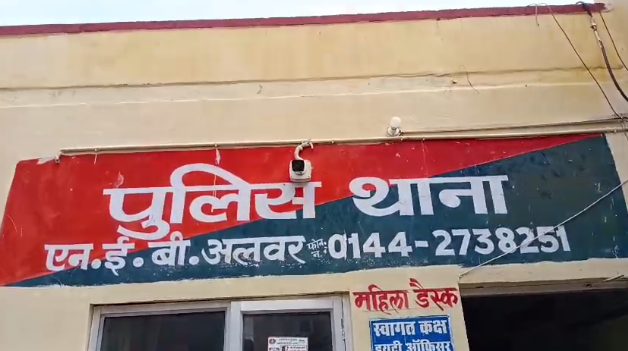 पुलिस थाना
एन.ई.बी.अलवर फोन. नं. 0144-2738251
महिला डैस्क
स्वागत कक्ष
ड्यूटी ऑफिसर